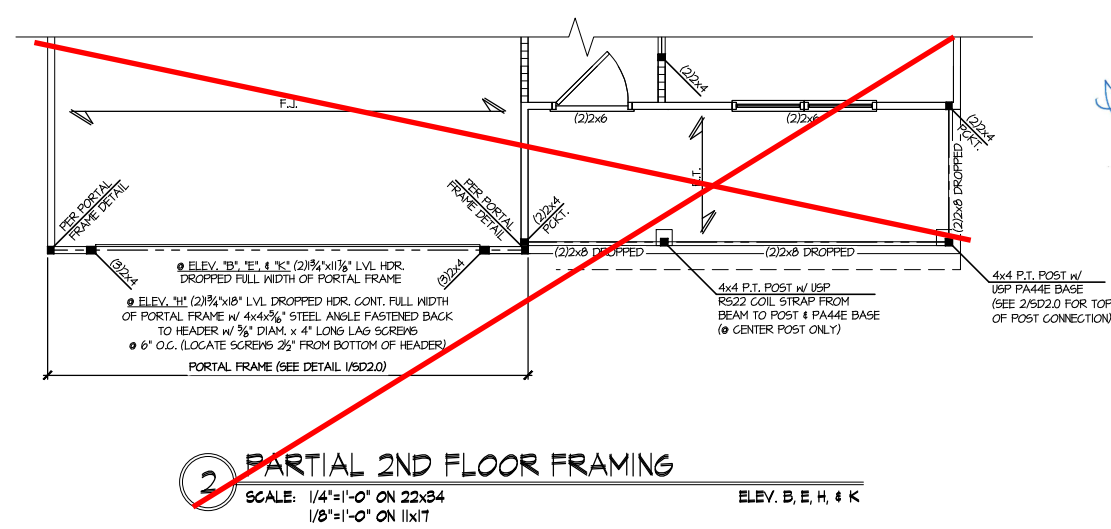 F.J.
(2)2x6
(2)2x4
(2)2x6
(2)2x4
PCKT.
F.T.
(2)2x8 DROPPED
PER PORTAL
FRAME DETAIL
PER PORTAL
FRAME DETAIL
(2)2x4
PCKT.
(3)2x4
(3)2x4
(2)2x8 DROPPED
(2)2x8 DROPPED
@ ELEV. "B", "E", & "K" (2)1¾"x11⅞" LVL HDR.
DROPPED FULL WIDTH OF PORTAL FRAME
@ ELEV. "H" (2)1¾"x18" LVL DROPPED HDR. CONT. FULL WIDTH
OF PORTAL FRAME W/ 4x4x5/16" STEEL ANGLE FASTENED BACK
TO HEADER W/ ⅝" DIAM. x 4" LONG LAG SCREWS
@ 6" O.C. (LOCATE SCREWS 2½" FROM BOTTOM OF HEADER)
PORTAL FRAME (SEE DETAIL 1/SD2.0)
4x4 P.T. POST W/ USP
RS22 COIL STRAP FROM
BEAM TO POST & PA44E BASE
(@ CENTER POST ONLY)
4x4 P.T. POST W/
USP PA44E BASE
(SEE 2/SD2.0 FOR TOP
OF POST CONNECTION)
2
PARTIAL 2ND FLOOR FRAMING
SCALE: 1/4"=1'-0" ON 22x34
ELEV. B, E, H, & K
1/8"=1'-0" ON 11x17